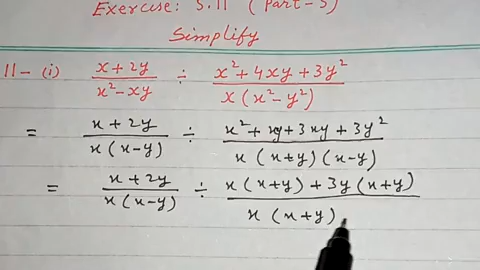 Exercise: 5.11 (Part-5)
Simplify
11- (i) x+2y / x²-xy ÷ x²+4xy+3y² / x(x²-y²)
= x+2y / x(x-y) ÷ x²+xy+3xy+3y² / x(x+y)(x-y)
= x+2y / x(x-y) ÷ x(x+y)+3y(x+y) / x(x+y)